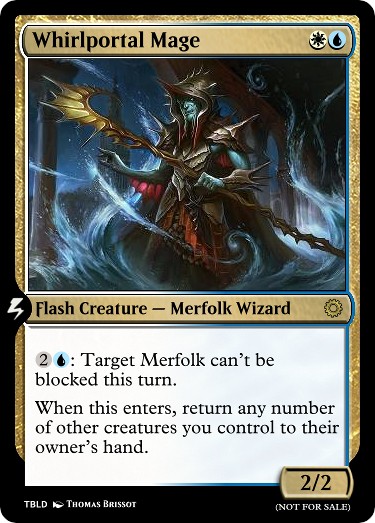 Whirlportal Mage
Flash Creature — Merfolk Wizard
2: Target Merfolk can't be
blocked this turn.
When this enters, return any number
of other creatures you control to their
owner's hand.
2/2
TBLD Thomas Brissot
(NOT FOR SALE)